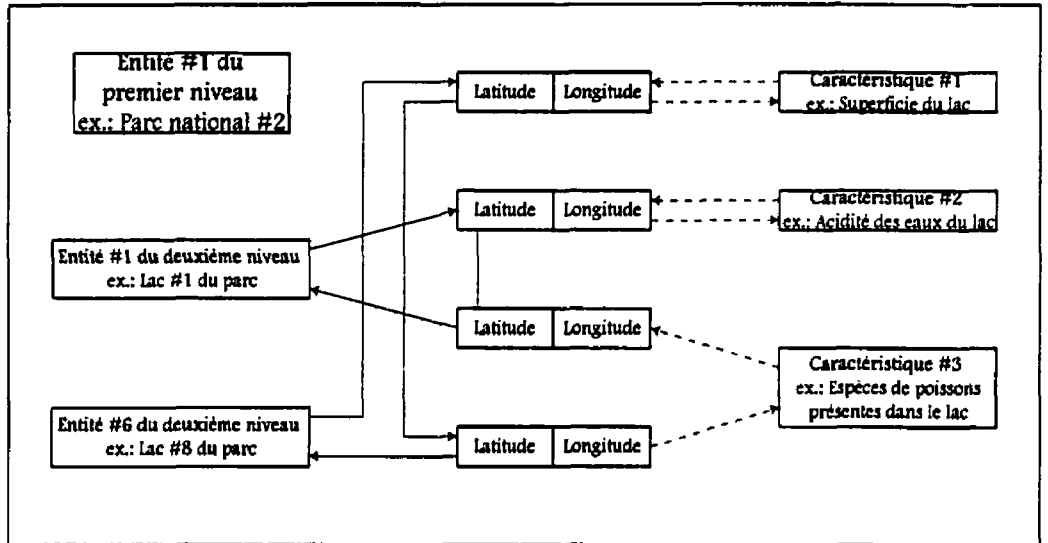 Entité #1 du
premier niveau
ex.: Parc national #2
Latitude Longitude
Caractéristique #1
ex.: Superficie du lac
Latitude Longitude
Caractéristique #2
ex.: Acidité des eaux du lac
Entité #1 du deuxième niveau
ex.: Lac #1 du parc
Latitude Longitude
Caractéristique #3
ex.: Espèces de poissons
présentes dans le lac
Entité #6 du deuxième niveau
ex.: Lac #8 du parc
Latitude Longitude